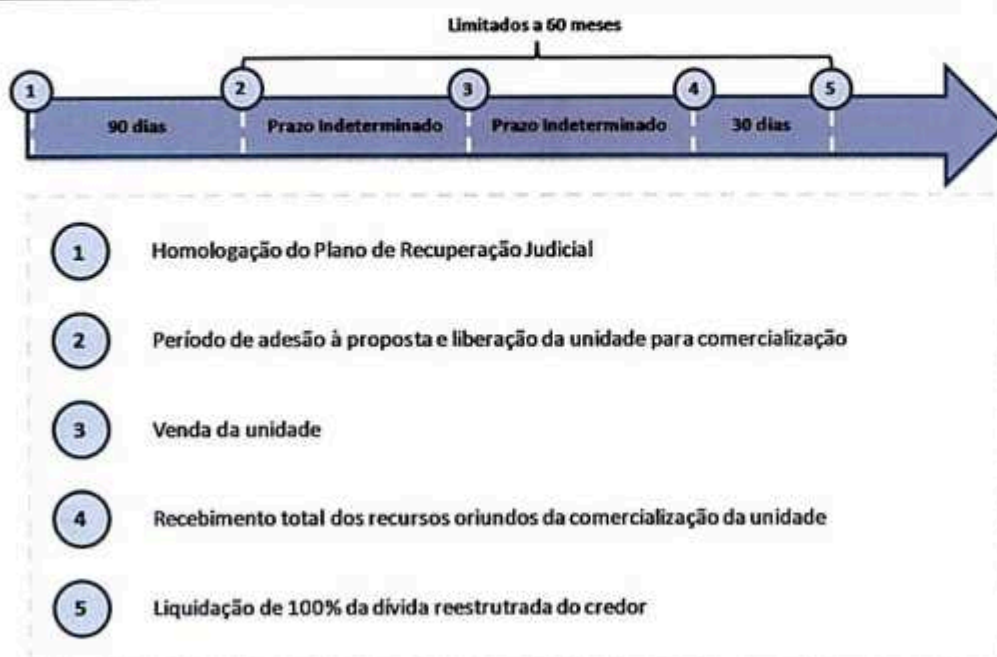 Limitados a 60 meses
1 2 3 4 5
90 dias Prazo Indeterminado Prazo Indeterminado 30 dias
1 Homologação do Plano de Recuperação Judicial
2 Período de adesão à proposta e liberação da unidade para comercialização
3 Venda da unidade
4 Recebimento total dos recursos oriundos da comercialização da unidade
5 Liquidação de 100% da dívida reestrutrada do credor